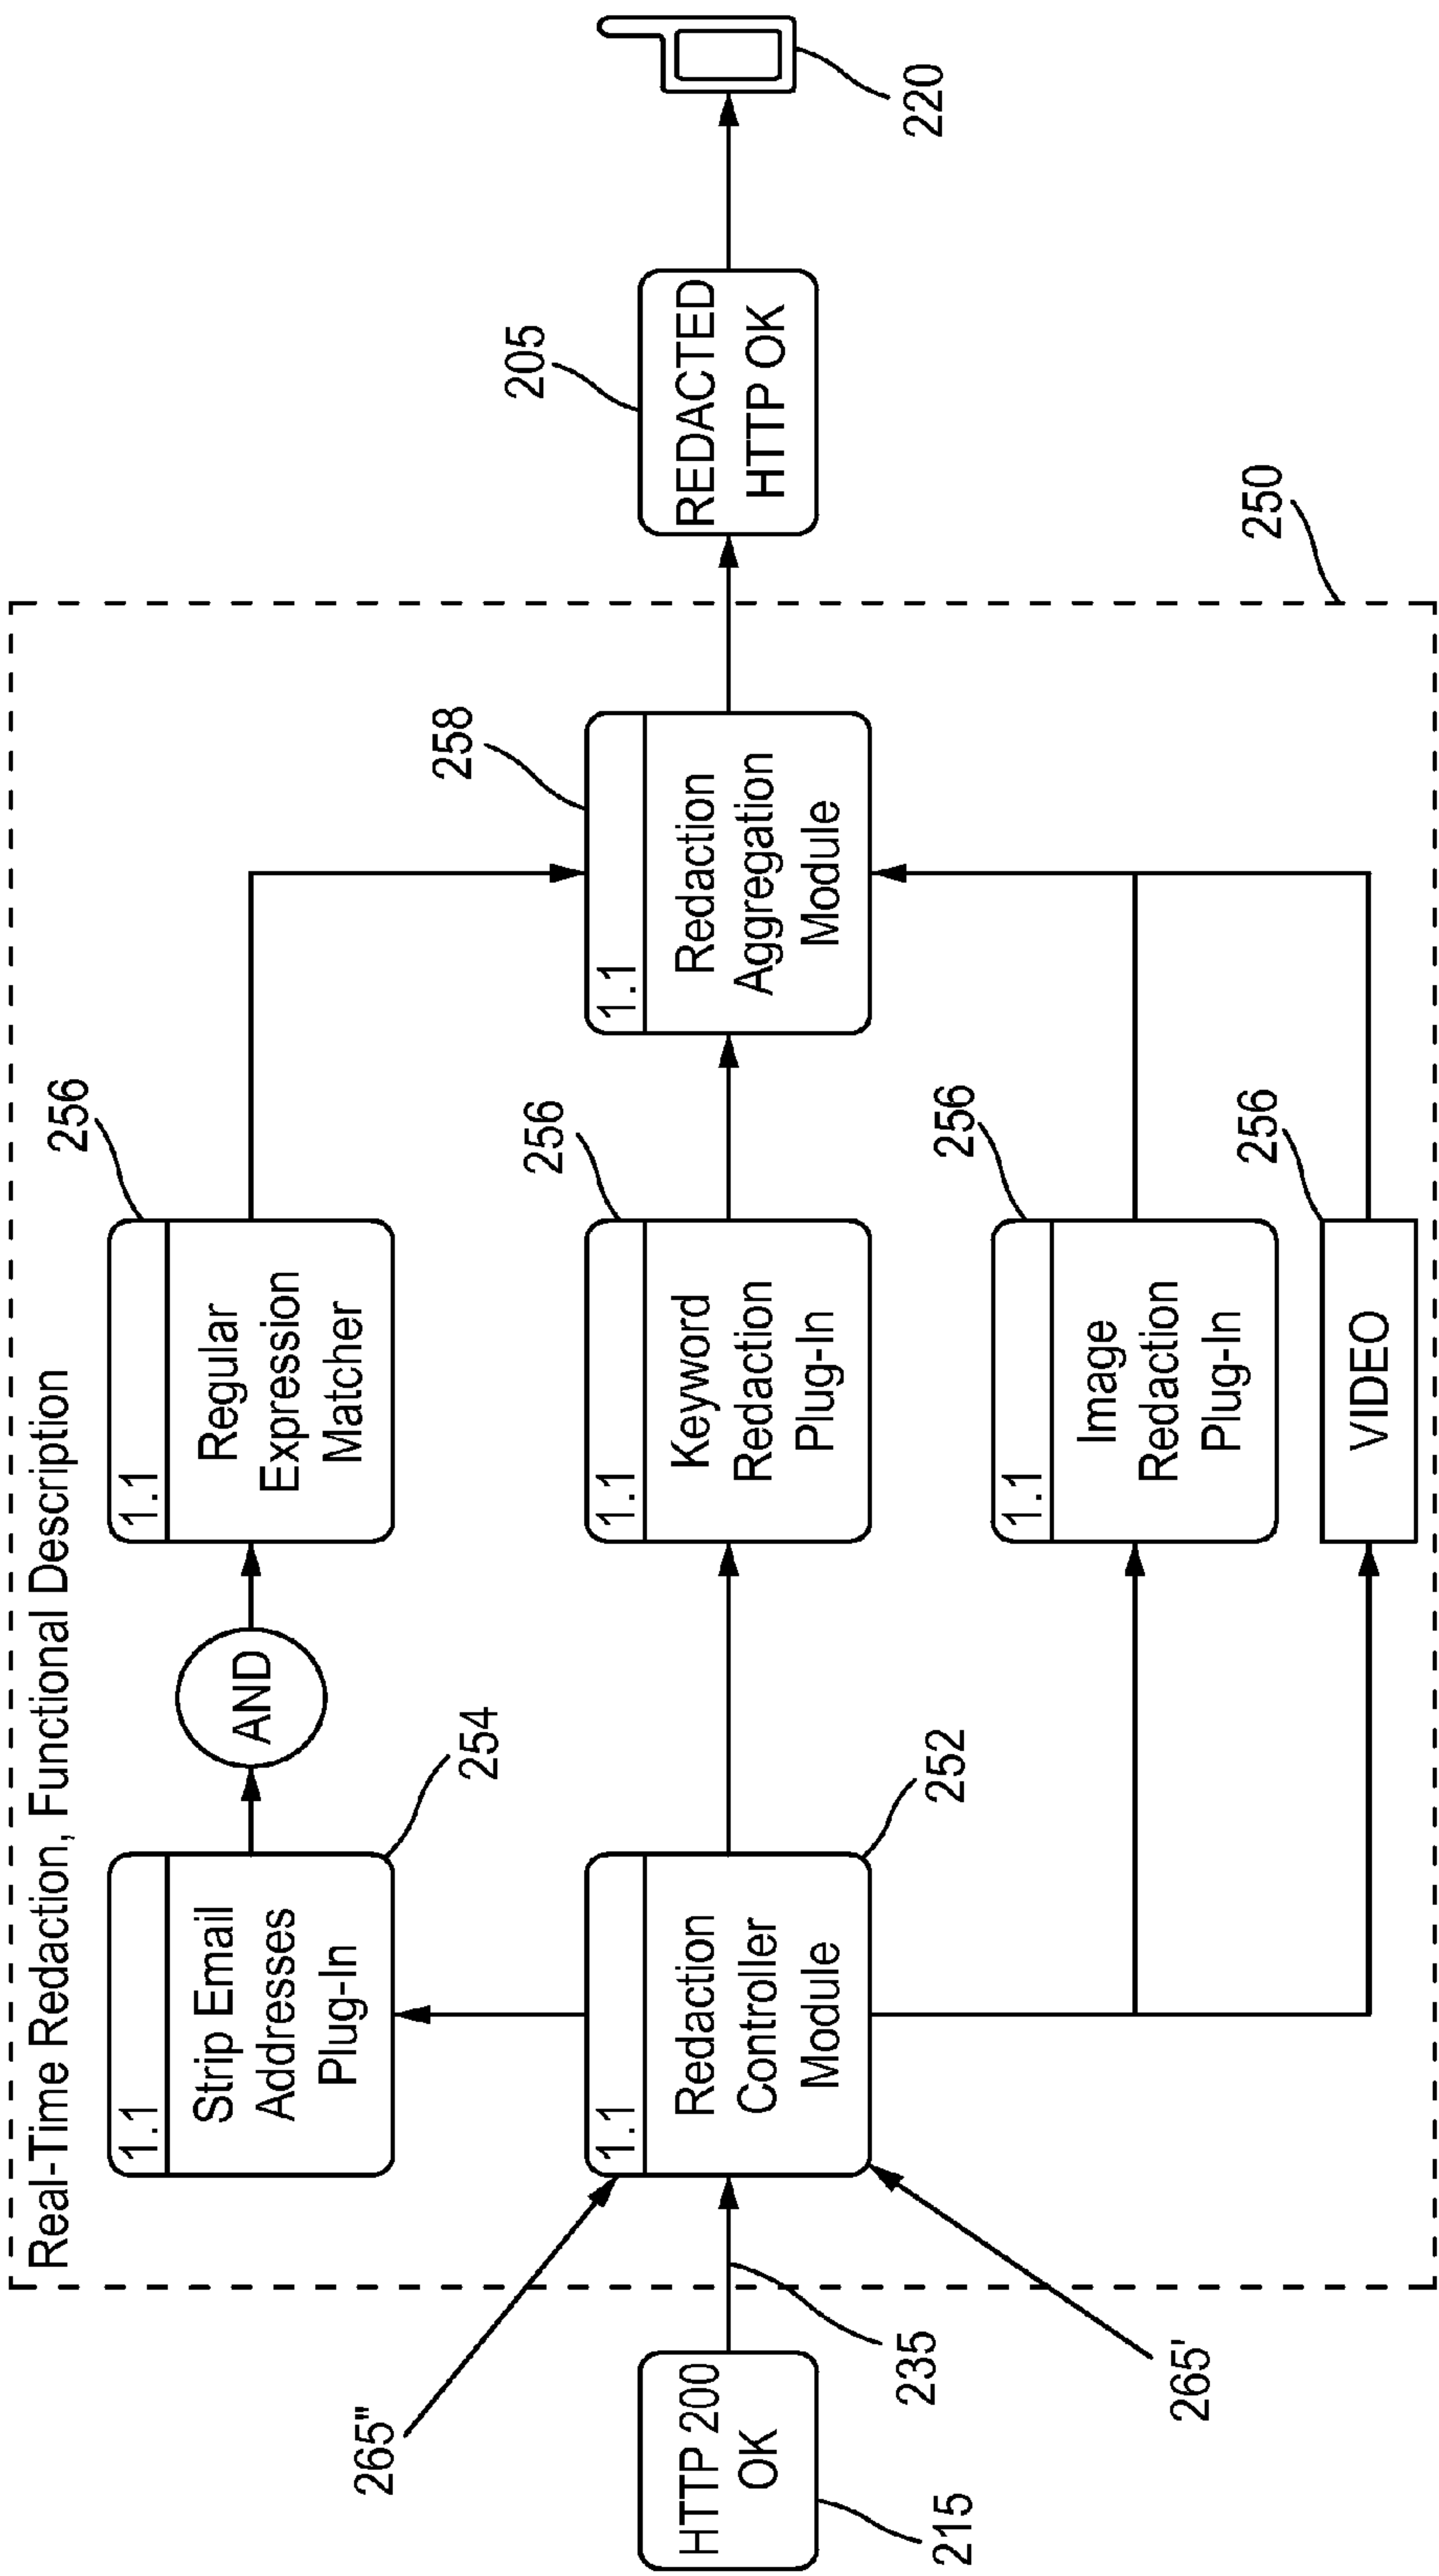 Real-Time Redaction, Functional Description
1.1
Strip Email
Addresses
Plug-In
254
AND
1.1
Regular
Expression
Matcher
256
265"
HTTP 200
OK
215
235
265'
1.1
Redaction
Controller
Module
252
1.1
Keyword
Redaction
Plug-In
256
1.1
Redaction
Aggregation
Module
258
REDACTED
HTTP OK
205
220
1.1
Image
Redaction
Plug-In
256
VIDEO
256
250